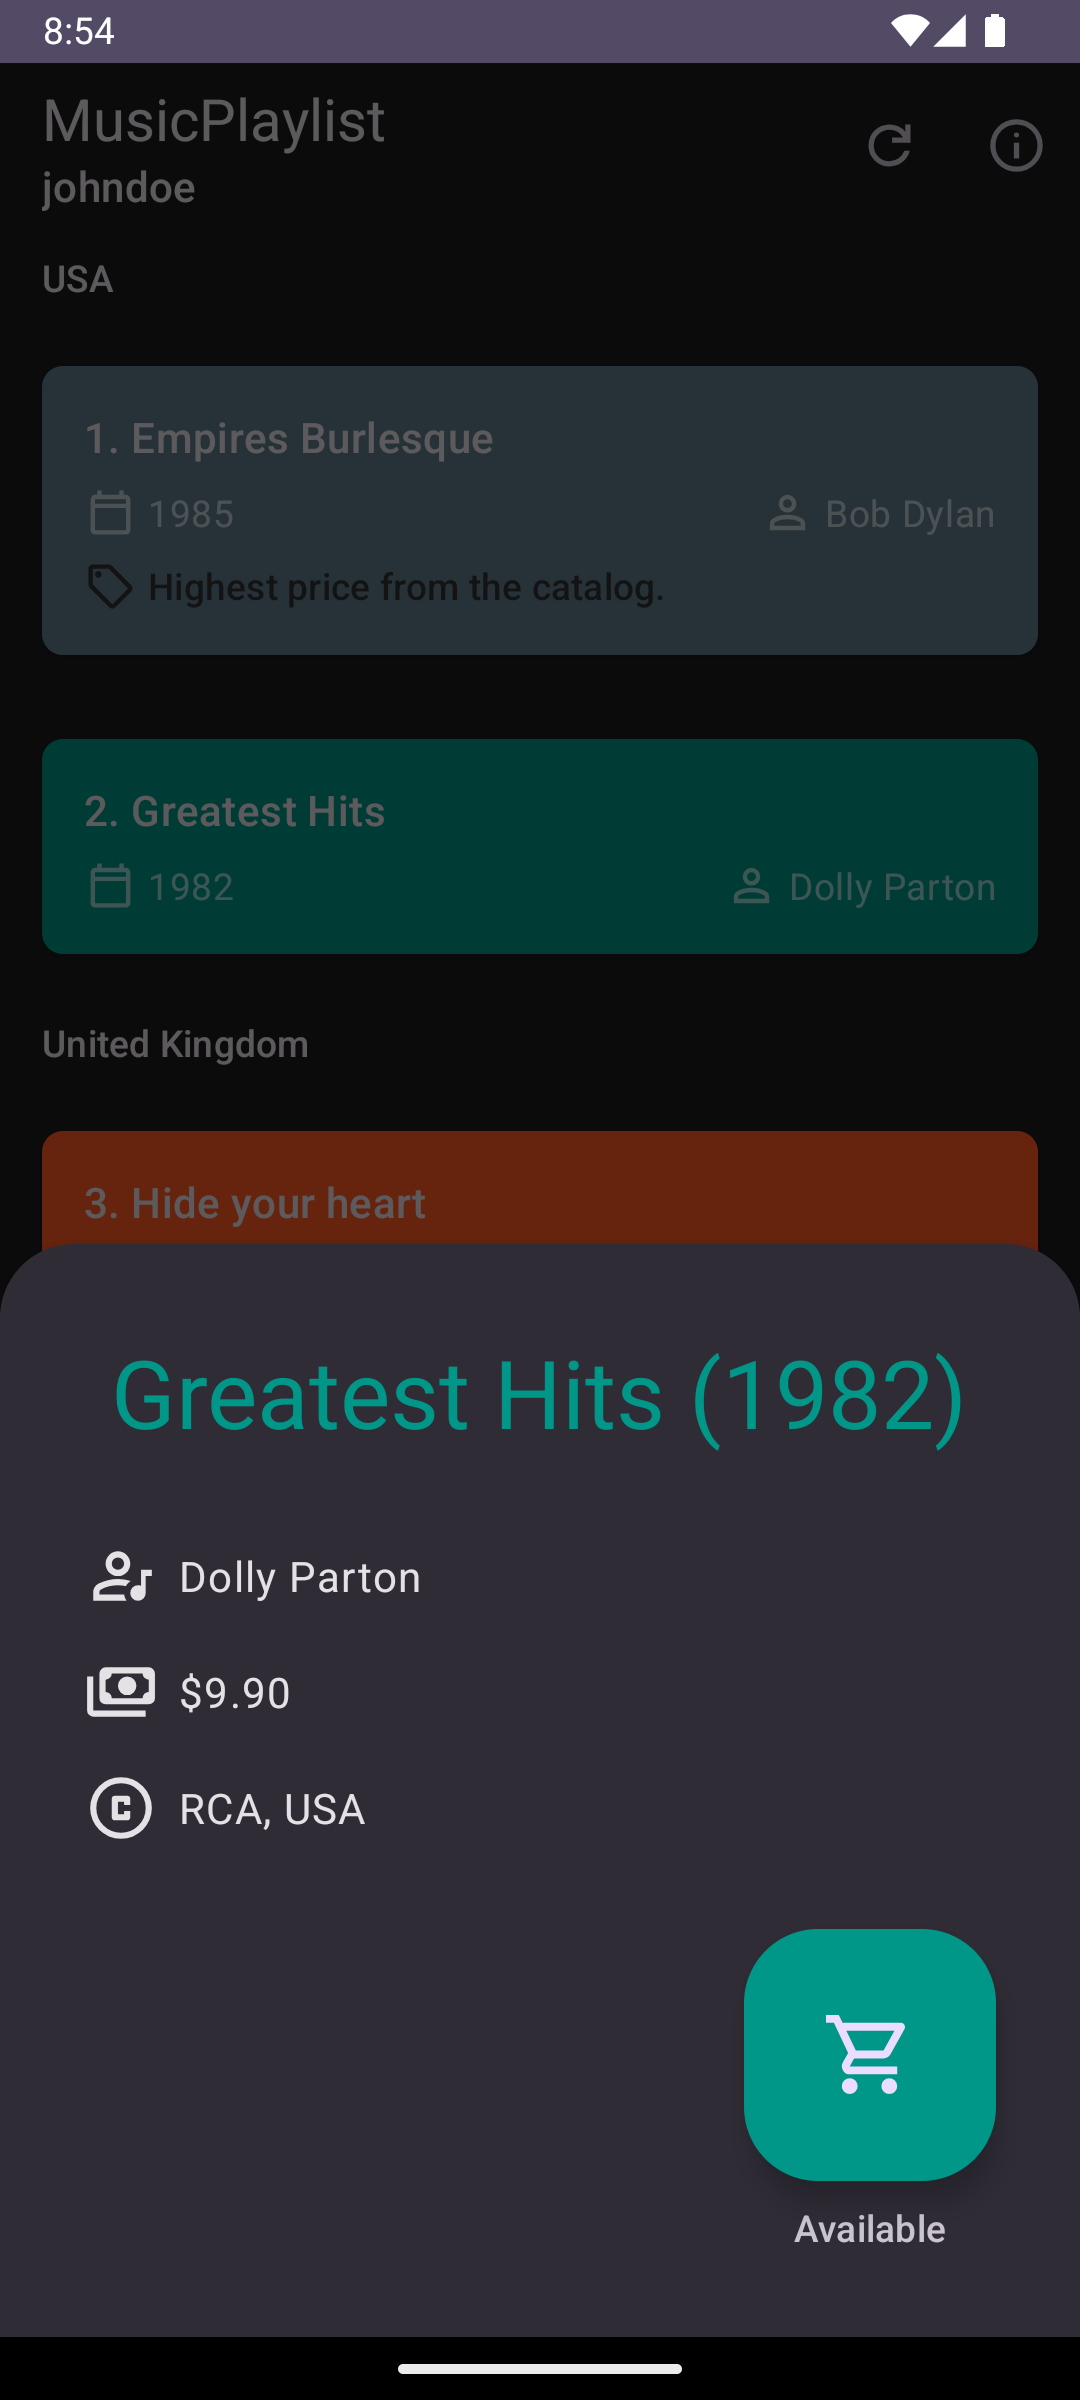 8:54
MusicPlaylist
johndoe
USA
1. Empires Burlesque
1985 Bob Dylan
Highest price from the catalog.
2. Greatest Hits
1982 Dolly Parton
United Kingdom
3. Hide your heart
Greatest Hits (1982)
Dolly Parton
$9.90
RCA, USA
Available